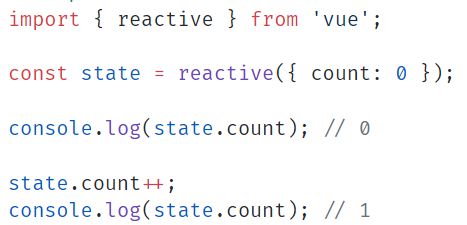 import { reactive } from 'vue';
const state = reactive({ count: 0 });
console.log(state.count); // 0
state.count++;
console.log(state.count); // 1